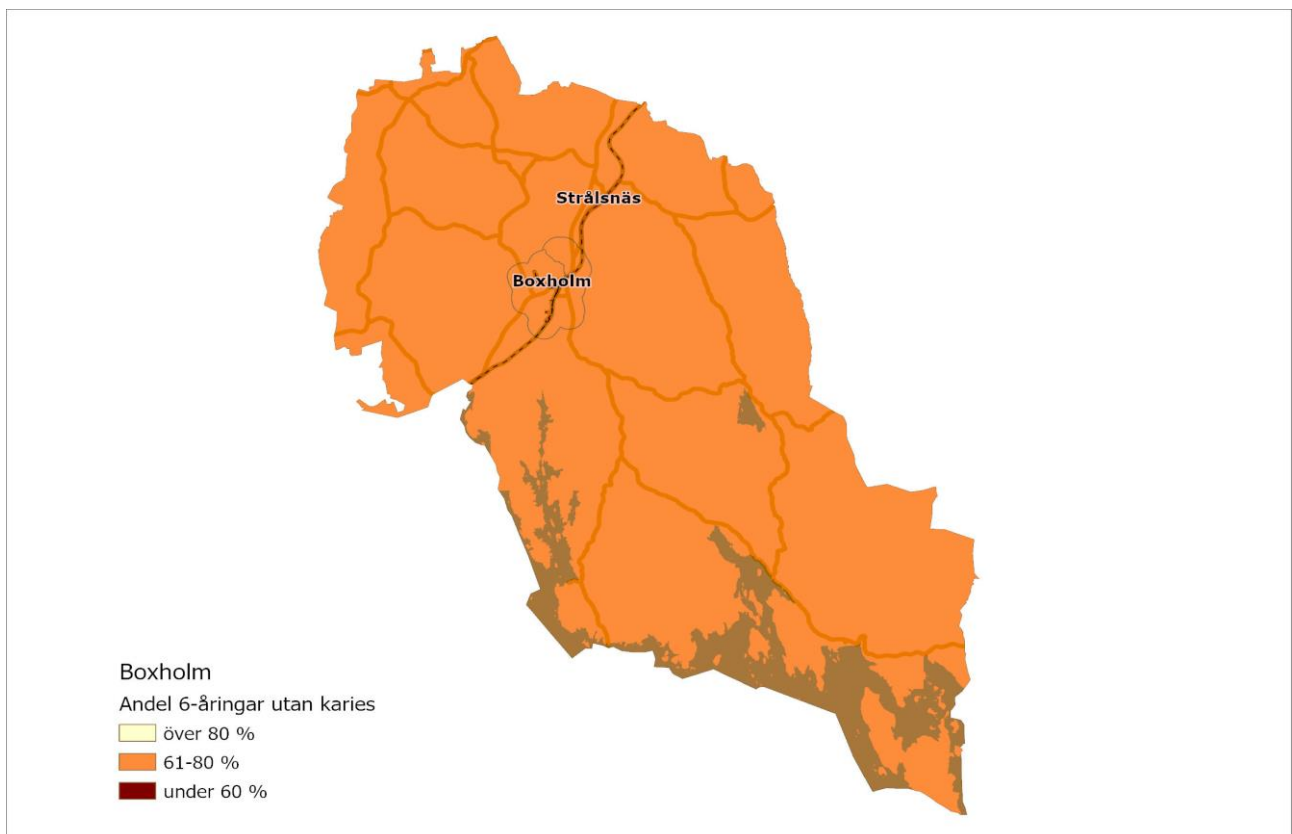 Strålsnäs
Boxholm
Boxholm
Andel 6-åringar utan karies
över 80 %
61-80 %
under 60 %